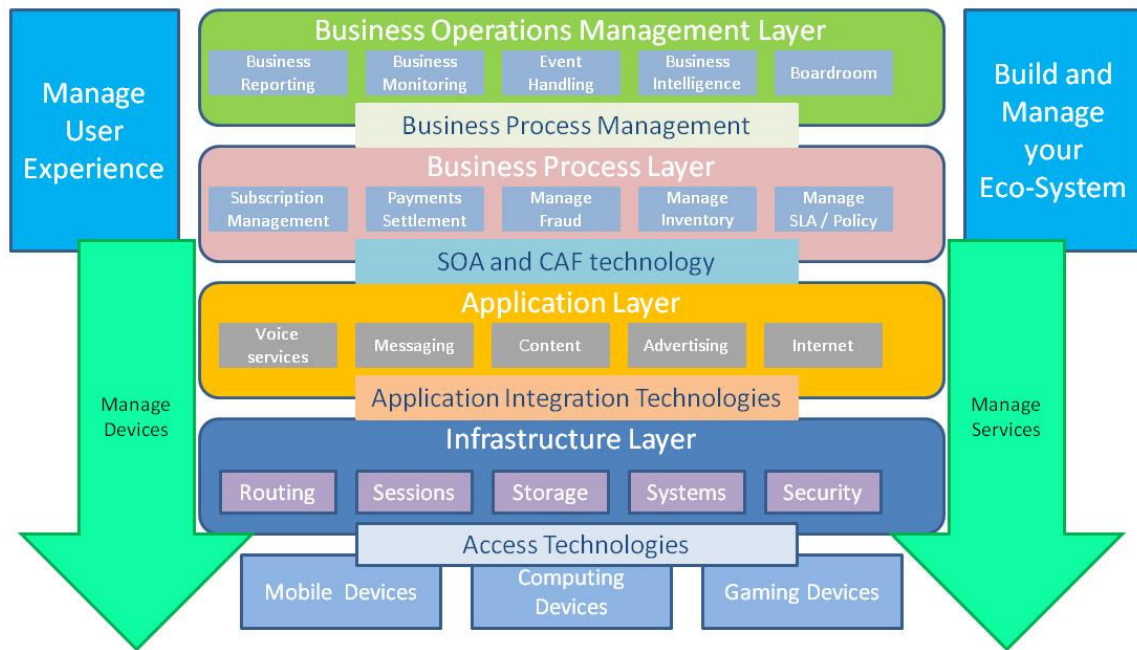 Business Operations Management Layer
Business
Reporting
Business
Monitoring
Event
Handling
Business
Intelligence
Boardroom
Manage
User
Experience
Build and
Manage
your
Eco-System
Business Process Management
Business Process Layer
Subscription
Management
Payments
Settlement
Manage
Fraud
Manage
Inventory
Manage
SLA / Policy
SOA and CAF technology
Application Layer
Voice
services
Messaging
Content
Advertising
Internet
Manage
Devices
Manage
Services
Application Integration Technologies
Infrastructure Layer
Routing
Sessions
Storage
Systems
Security
Access Technologies
Mobile Devices
Computing
Devices
Gaming Devices